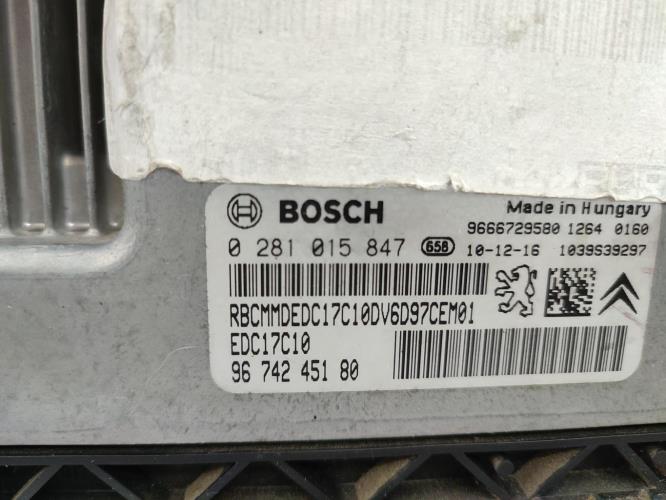 BOSCH
Made in Hungary
9666729580 1264 0160
0 281 015 847 658 10-12-16 1039S39297
RBCMMDEDC17C10DV6D97CEM01
EDC17C10
96 742 451 80